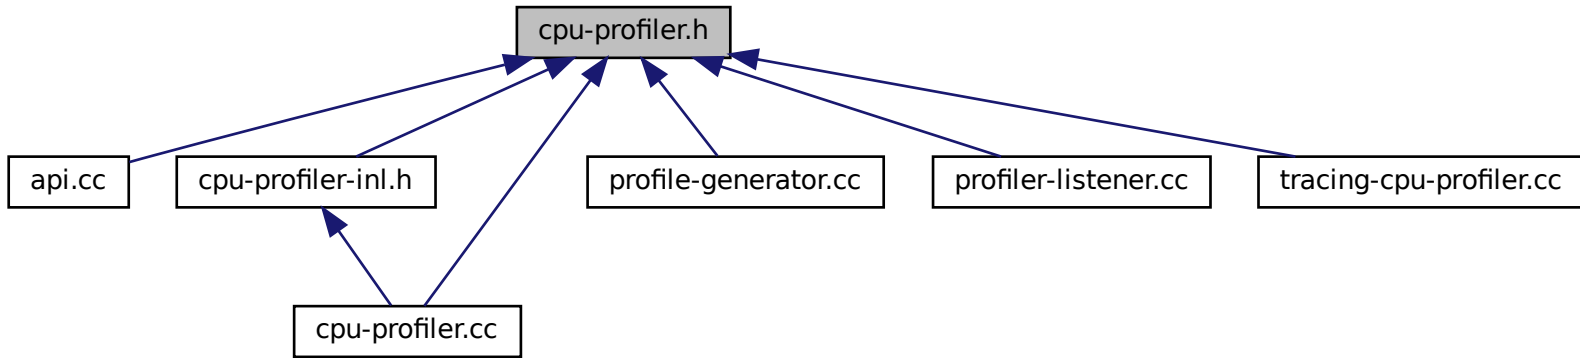 cpu-profiler.h
api.cc
cpu-profiler-inl.h
profile-generator.cc
profiler-listener.cc
tracing-cpu-profiler.cc
cpu-profiler.cc